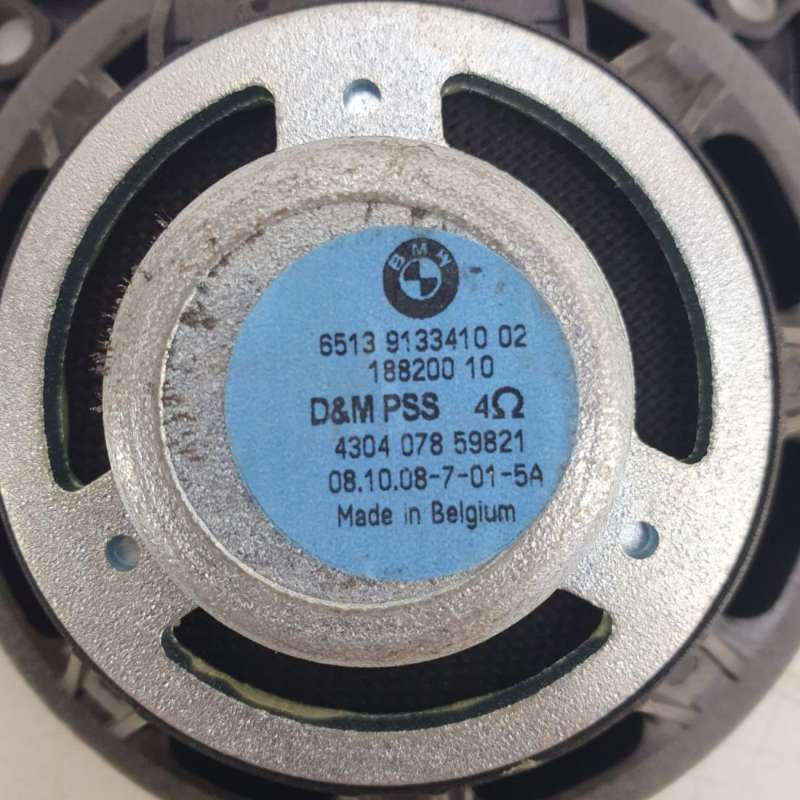 BMW
6513 9133410 02
188200 10
D&M PSS 4Ω
4304 078 59821
08.10.08-7-01-5A
Made in Belgium